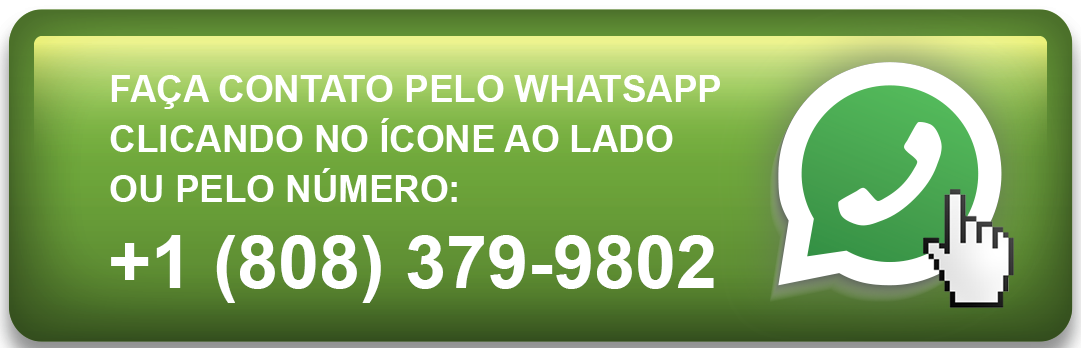 FAÇA CONTATO PELO WHATSAPP
CLICANDO NO ÍCONE AO LADO
OU PELO NÚMERO:
+1 (808) 379-9802